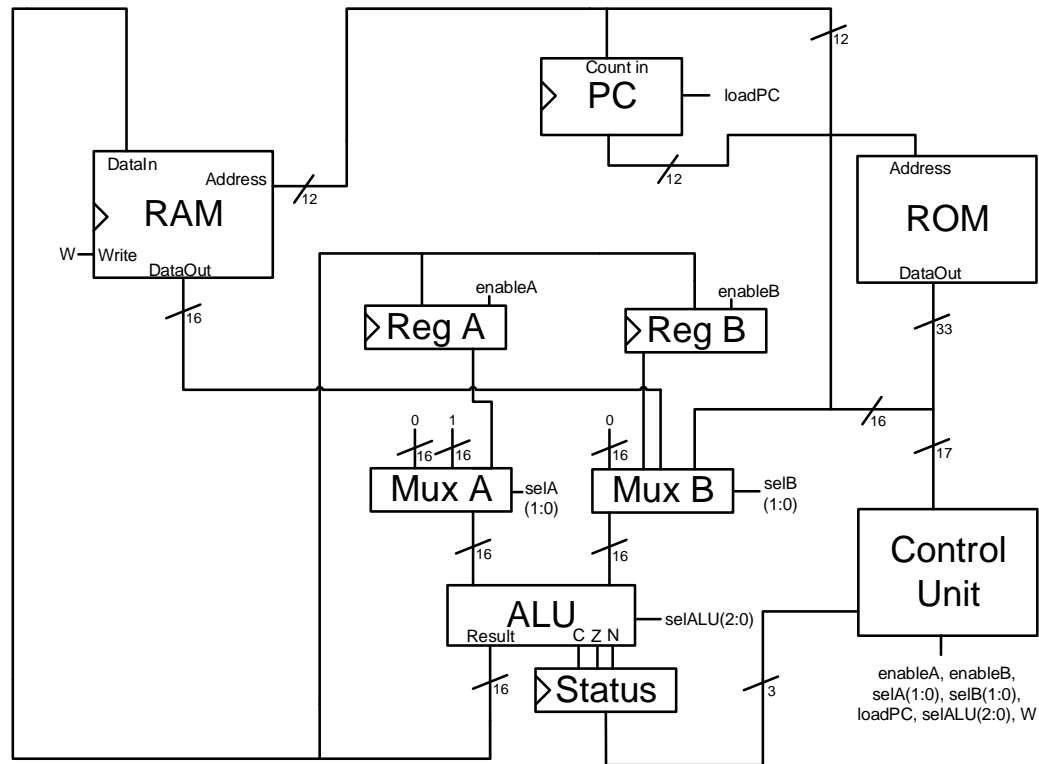 12
Count in
PC
loadPC
DataIn
Address
RAM
12
12
Address
ROM
W
Write
DataOut
DataOut
enableA
enableB
16
Reg A
Reg B
33
0
1
0
16
16
16
16
17
Mux A
selA
(1:0)
Mux B
selB
(1:0)
Control
Unit
16
16
ALU
selALU(2:0)
Result
C Z N
16
Status
3
enableA, enableB,
selA(1:0), selB(1:0),
loadPC, selALU(2:0), W